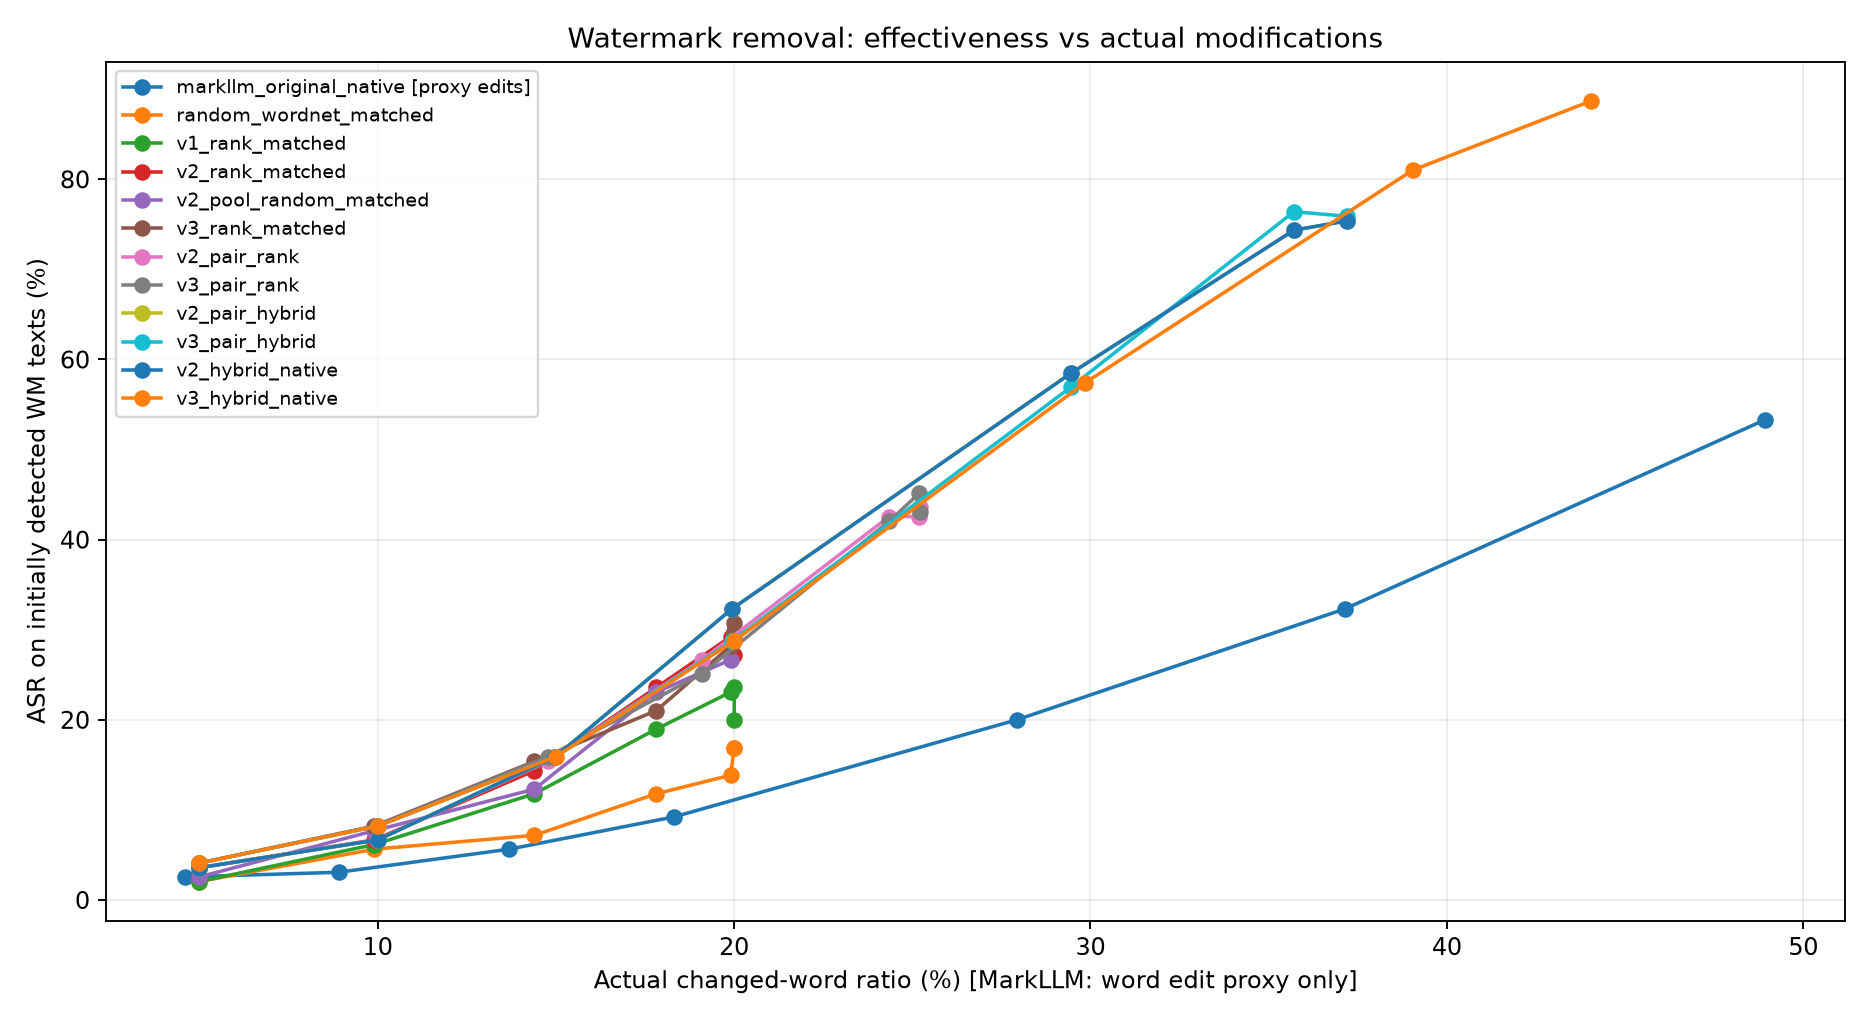 Watermark removal: effectiveness vs actual modifications
markllm_original_native [proxy edits]
random_wordnet_matched
v1_rank_matched
v2_rank_matched
v2_pool_random_matched
v3_rank_matched
v2_pair_rank
v3_pair_rank
v2_pair_hybrid
v3_pair_hybrid
v2_hybrid_native
v3_hybrid_native
ASR on initially detected WM texts (%)
80
60
40
20
0
10 20 30 40 50
Actual changed-word ratio (%) [MarkLLM: word edit proxy only]